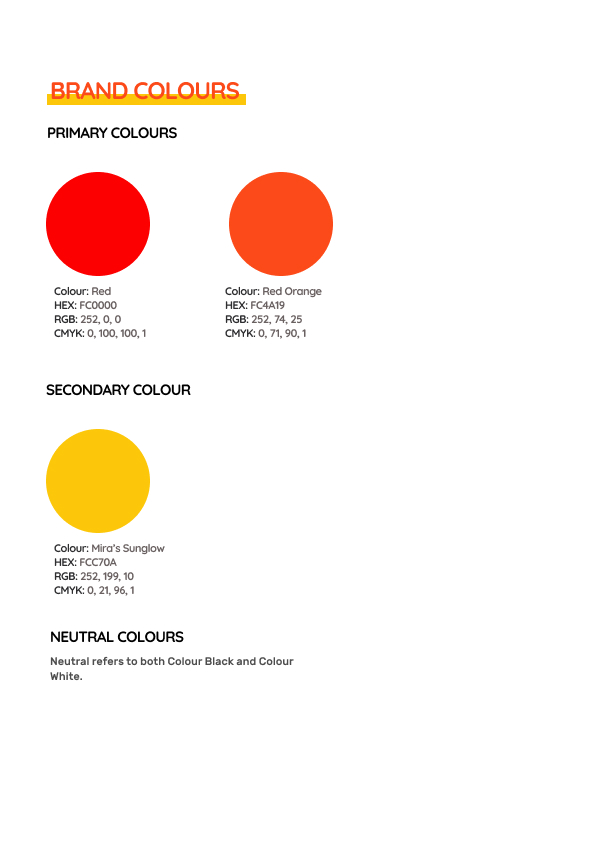 BRAND COLOURS
PRIMARY COLOURS
Colour: Red
HEX: FC0000
RGB: 252, 0, 0
CMYK: 0, 100, 100, 1
Colour: Red Orange
HEX: FC4A19
RGB: 252, 74, 25
CMYK: 0, 71, 90, 1
SECONDARY COLOUR
Colour: Mira's Sunglow
HEX: FCC70A
RGB: 252, 199, 10
CMYK: 0, 21, 96, 1
NEUTRAL COLOURS
Neutral refers to both Colour Black and Colour
White.